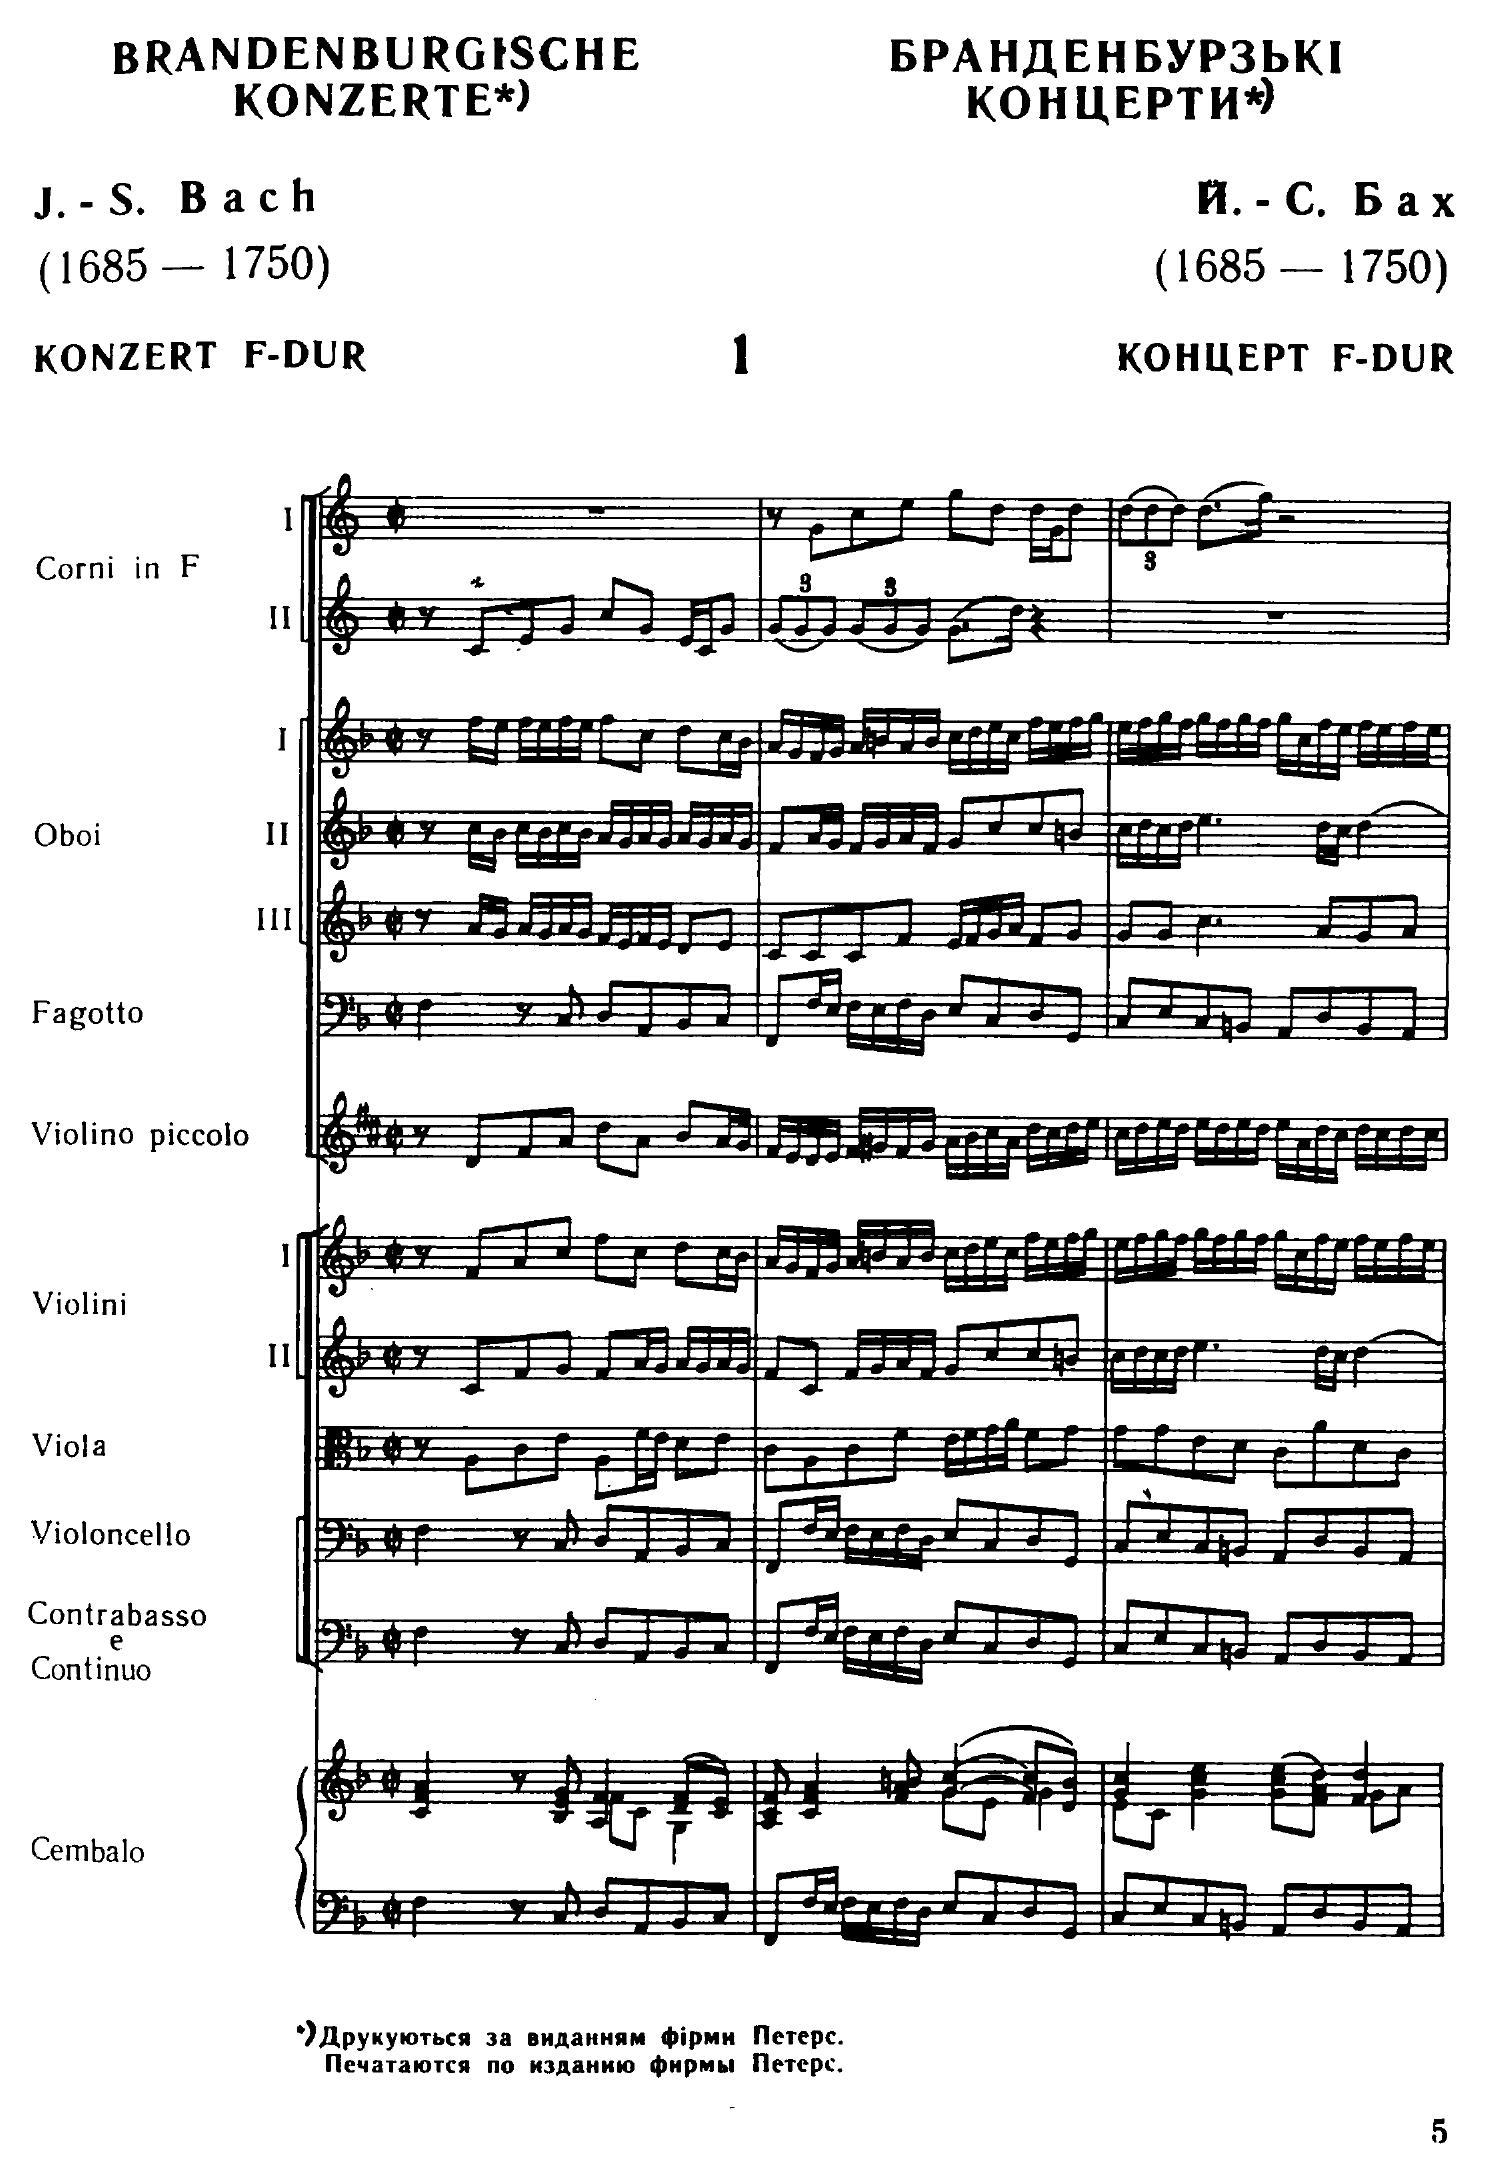 BRANDENBURGISCHE
KONZERTE*)
БРАНДЕНБУРЗЬКІ
КОНЦЕРТИ*)
J.-S. Bach
(1685 — 1750)
Й.-С. Бах
(1685 — 1750)
KONZERT F-DUR
1
КОНЦЕРТ F-DUR
I
Corni in F
II
3
3
3
I
Oboi II
III
Fagotto
Violino piccolo
I
Violini
II
Viola
Violoncello
Contrabasso
e
Continuo
Cembalo
*) Друкуються за виданням фірми Петерс.
Печатаются по изданию фирмы Петерс.
5